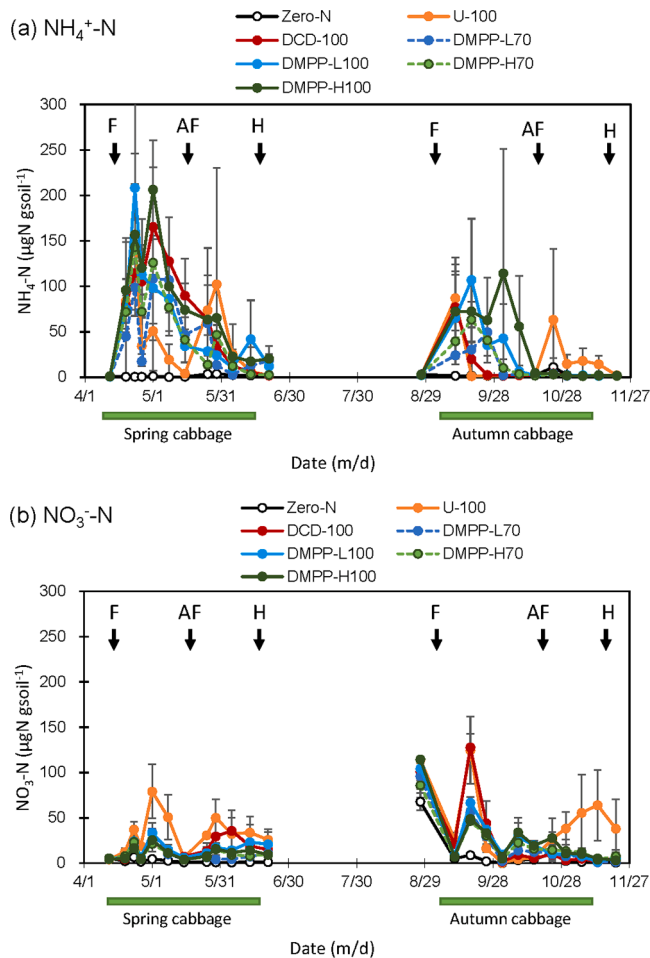 (a) NH₄⁺-N
Zero-N U-100
DCD-100 DMPP-L70
DMPP-L100 DMPP-H70
DMPP-H100
300
250
200
150
100
50
0
NH₄-N (µgN gsoil⁻¹)
F AF H F AF H
4/1 5/1 5/31 6/30 7/30 8/29 9/28 10/28 11/27
Spring cabbage Autumn cabbage
Date (m/d)
(b) NO₃⁻-N
Zero-N U-100
DCD-100 DMPP-L70
DMPP-L100 DMPP-H70
DMPP-H100
300
250
200
150
100
50
0
NO₃-N (µgN gsoil⁻¹)
F AF H F AF H
4/1 5/1 5/31 6/30 7/30 8/29 9/28 10/28 11/27
Spring cabbage Autumn cabbage
Date (m/d)